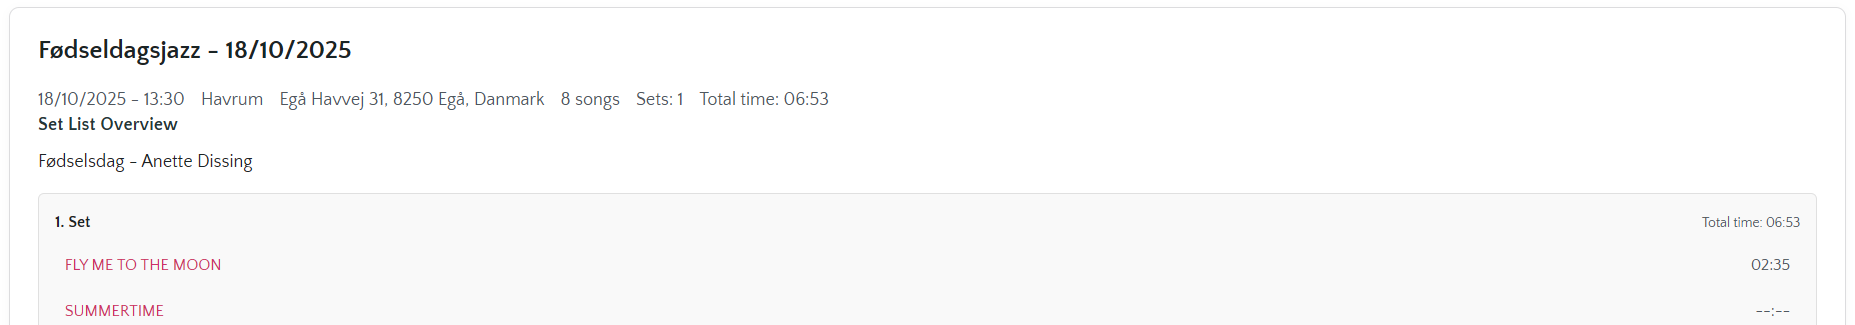 Fødseldagsjazz - 18/10/2025
18/10/2025 - 13:30 Havrum Egå Havvej 31, 8250 Egå, Danmark 8 songs Sets: 1 Total time: 06:53
Set List Overview
Fødselsdag - Anette Dissing
1. Set Total time: 06:53
FLY ME TO THE MOON 02:35
SUMMERTIME --:--